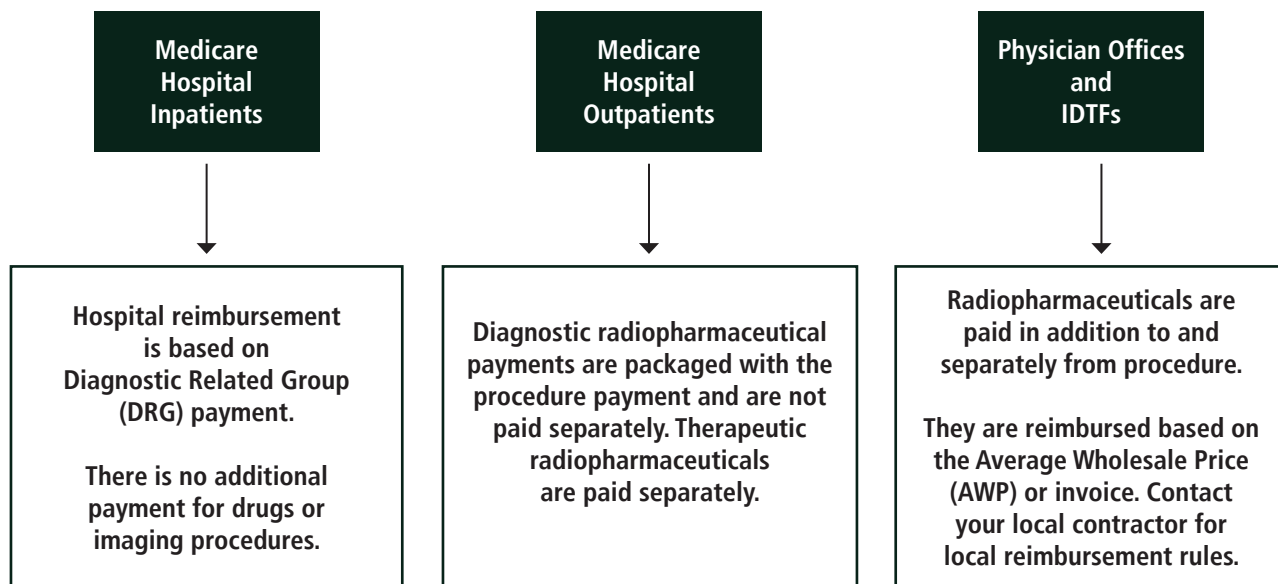 Medicare
Hospital
Inpatients
Medicare
Hospital
Outpatients
Physician Offices
and
IDTFs
Hospital reimbursement
is based on
Diagnostic Related Group
(DRG) payment.
There is no additional
payment for drugs or
imaging procedures.
Diagnostic radiopharmaceutical
payments are packaged with the
procedure payment and are not
paid separately. Therapeutic
radiopharmaceuticals
are paid separately.
Radiopharmaceuticals are
paid in addition to and
separately from procedure.
They are reimbursed based on
the Average Wholesale Price
(AWP) or invoice. Contact
your local contractor for
local reimbursement rules.